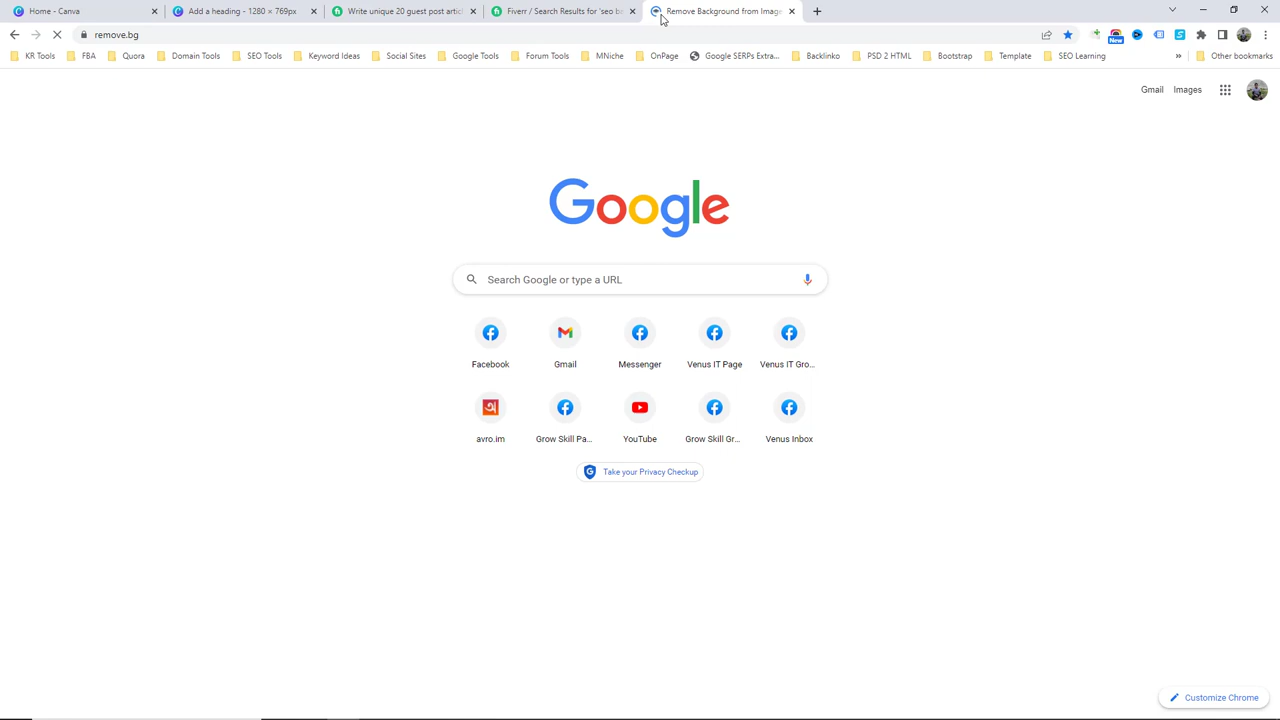 Home - Canva
Add a heading - 1280 × 769px
Write unique 20 guest post articl
Fiverr / Search Results for 'seo ba
Remove Background from Image
remove.bg
New
KR Tools
FBA
Quora
Domain Tools
SEO Tools
Keyword Ideas
Social Sites
Google Tools
Forum Tools
MNiche
OnPage
Google SERPs Extra...
Backlinko
PSD 2 HTML
Bootstrap
Template
SEO Learning
»
Other bookmarks
Gmail
Images
Google
Search Google or type a URL
Facebook
Gmail
Messenger
Venus IT Page
Venus IT Gro...
avro.im
Grow Skill Pa...
YouTube
Grow Skill Gr...
Venus Inbox
Take your Privacy Checkup
Customize Chrome